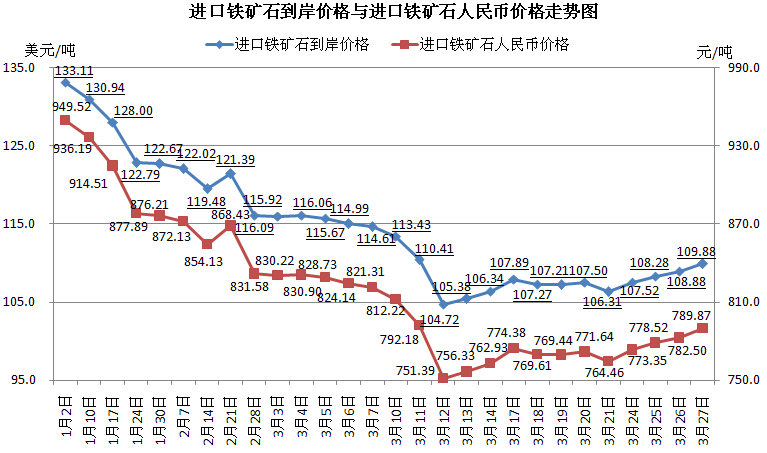 进口铁矿石到岸价格与进口铁矿石人民币价格走势图
美元/吨
进口铁矿石到岸价格
进口铁矿石人民币价格
元/吨
135.0
125.0
115.0
105.0
95.0
990.0
930.0
870.0
810.0
750.0
133.11
130.94
128.00
122.79
122.67
122.02
119.48
121.39
116.09
115.92
116.06
115.67
114.99
114.61
113.43
110.41
104.72
105.38
106.34
107.89
107.27
107.21
107.50
106.31
107.52
108.28
108.88
109.88
949.52
936.19
914.51
877.89
876.21
872.13
854.13
868.43
831.58
830.22
830.90
828.73
824.14
821.31
812.22
792.18
751.39
756.33
762.93
774.38
769.61
769.44
771.64
764.46
773.35
778.52
782.50
789.87
1月2日
1月10日
1月17日
1月24日
1月30日
2月7日
2月14日
2月21日
2月28日
3月3日
3月4日
3月5日
3月6日
3月7日
3月10日
3月11日
3月12日
3月13日
3月14日
3月17日
3月18日
3月19日
3月20日
3月21日
3月24日
3月25日
3月26日
3月27日